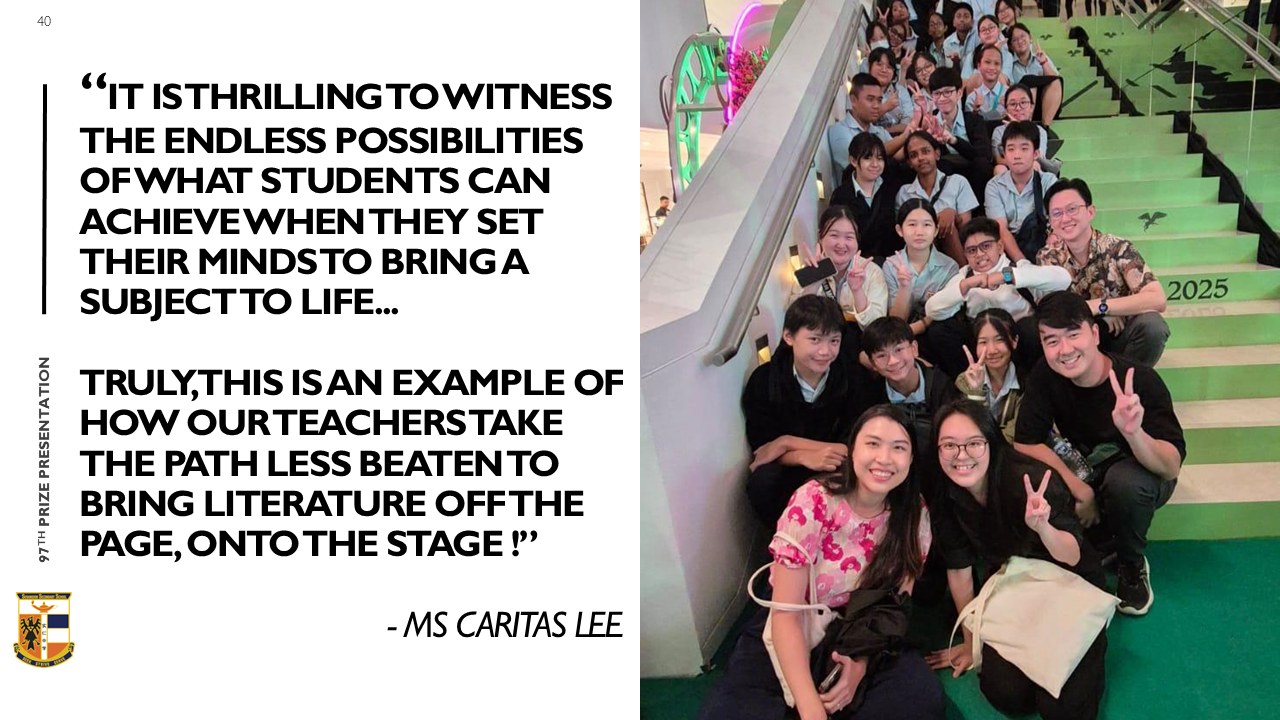 40
“IT IS THRILLING TO WITNESS
THE ENDLESS POSSIBILITIES
OF WHAT STUDENTS CAN
ACHIEVE WHEN THEY SET
THEIR MINDS TO BRING A
SUBJECT TO LIFE...
TRULY, THIS IS AN EXAMPLE OF
HOW OUR TEACHERS TAKE
THE PATH LESS BEATEN TO
BRING LITERATURE OFF THE
PAGE, ONTO THE STAGE !”
- MS CARITAS LEE
97TH PRIZE PRESENTATION
2025